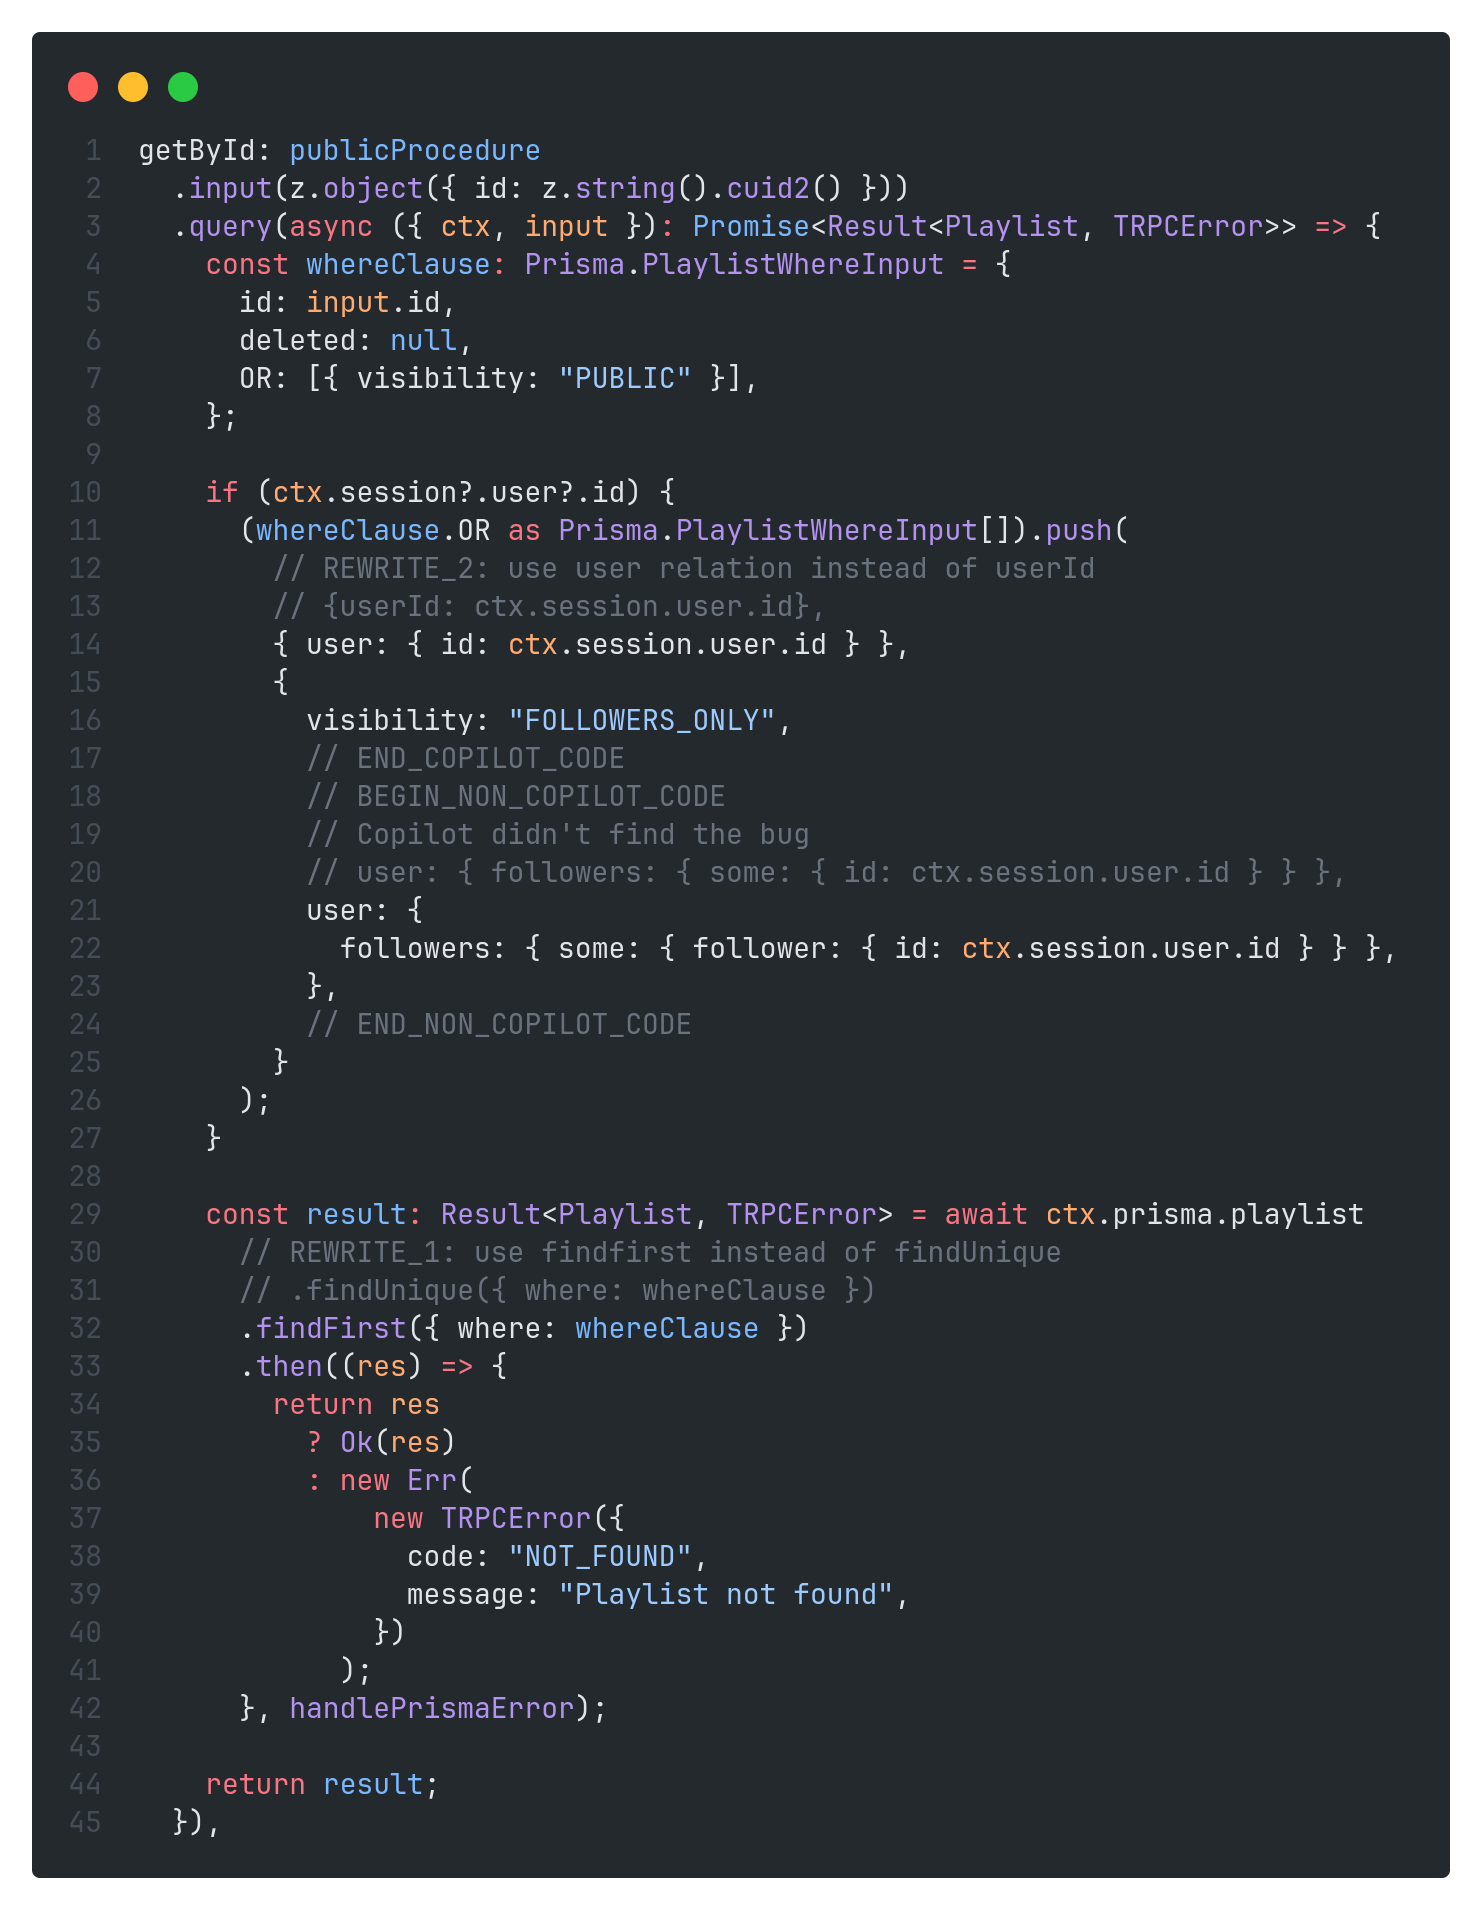 1 getById: publicProcedure
2   .input(z.object({ id: z.string().cuid2() }))
3   .query(async ({ ctx, input }): Promise<Result<Playlist, TRPCError>> => {
4     const whereClause: Prisma.PlaylistWhereInput = {
5       id: input.id,
6       deleted: null,
7       OR: [{ visibility: "PUBLIC" }],
8     };
9
10     if (ctx.session?.user?.id) {
11       (whereClause.OR as Prisma.PlaylistWhereInput[]).push(
12         // REWRITE_2: use user relation instead of userId
13         // {userId: ctx.session.user.id},
14         { user: { id: ctx.session.user.id } },
15         {
16           visibility: "FOLLOWERS_ONLY",
17           // END_COPILOT_CODE
18           // BEGIN_NON_COPILOT_CODE
19           // Copilot didn't find the bug
20           // user: { followers: { some: { id: ctx.session.user.id } } },
21           user: {
22             followers: { some: { follower: { id: ctx.session.user.id } } },
23           },
24           // END_NON_COPILOT_CODE
25         }
26       );
27     }
28
29     const result: Result<Playlist, TRPCError> = await ctx.prisma.playlist
30       // REWRITE_1: use findfirst instead of findUnique
31       // .findUnique({ where: whereClause })
32       .findFirst({ where: whereClause })
33       .then((res) => {
34         return res
35           ? Ok(res)
36           : new Err(
37               new TRPCError({
38                 code: "NOT_FOUND",
39                 message: "Playlist not found",
40               })
41             );
42       }, handlePrismaError);
43
44     return result;
45   }),